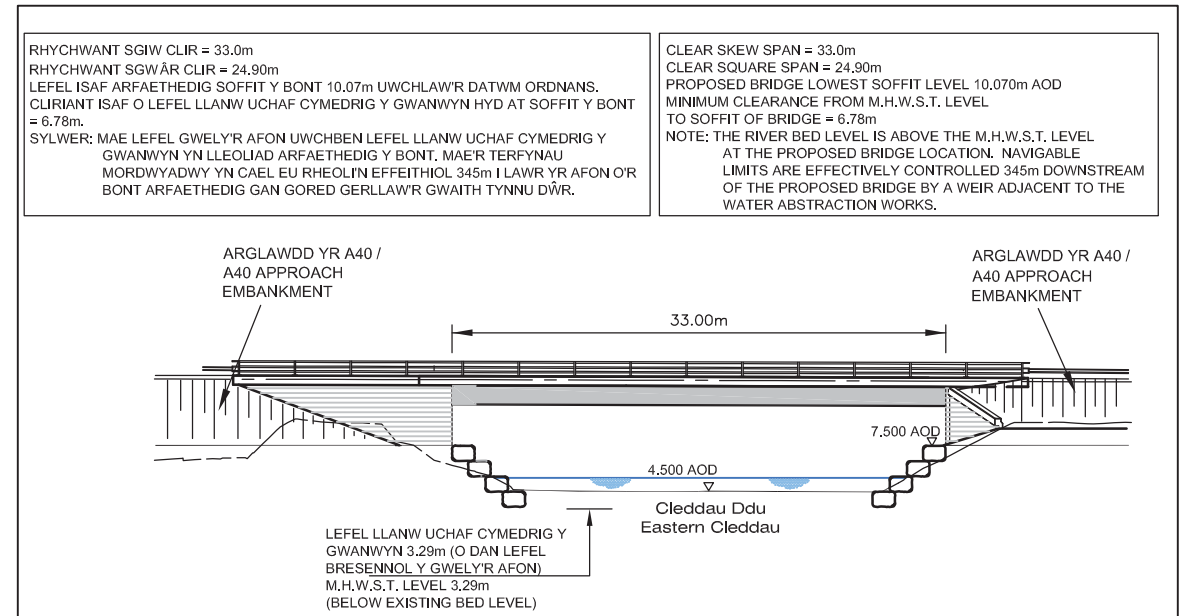 RHYCHWANT SGIW CLIR = 33.0m
RHYCHWANT SGWÂR CLIR = 24.90m
LEFEL ISAF ARFAETHEDIG SOFFIT Y BONT 10.07m UWCHLAW'R DATWM ORDNANS.
CLIRIANT ISAF O LEFEL LLANW UCHAF CYMEDRIG Y GWANWYN HYD AT SOFFIT Y BONT
= 6.78m.
SYLWER: MAE LEFEL GWELY'R AFON UWCHBEN LEFEL LLANW UCHAF CYMEDRIG Y
GWANWYN YN LLEOLIAD ARFAETHEDIG Y BONT. MAE'R TERFYNAU
MORDWYADWY YN CAEL EU RHEOLI'N EFFEITHIOL 345m I LAWR YR AFON O'R
BONT ARFAETHEDIG GAN GORED GERLLAW'R GWAITH TYNNU DŴR.
CLEAR SKEW SPAN = 33.0m
CLEAR SQUARE SPAN = 24.90m
PROPOSED BRIDGE LOWEST SOFFIT LEVEL 10.070m AOD
MINIMUM CLEARANCE FROM M.H.W.S.T. LEVEL
TO SOFFIT OF BRIDGE = 6.78m
NOTE: THE RIVER BED LEVEL IS ABOVE THE M.H.W.S.T. LEVEL
AT THE PROPOSED BRIDGE LOCATION. NAVIGABLE
LIMITS ARE EFFECTIVELY CONTROLLED 345m DOWNSTREAM
OF THE PROPOSED BRIDGE BY A WEIR ADJACENT TO THE
WATER ABSTRACTION WORKS.
ARGLAWDD YR A40 /
A40 APPROACH
EMBANKMENT
ARGLAWDD YR A40 /
A40 APPROACH
EMBANKMENT
33.00m
7.500 AOD
4.500 AOD
Cleddau Ddu
Eastern Cleddau
LEFEL LLANW UCHAF CYMEDRIG Y
GWANWYN 3.29m (O DAN LEFEL
BRESENNOL Y GWELY'R AFON)
M.H.W.S.T. LEVEL 3.29m
(BELOW EXISTING BED LEVEL)